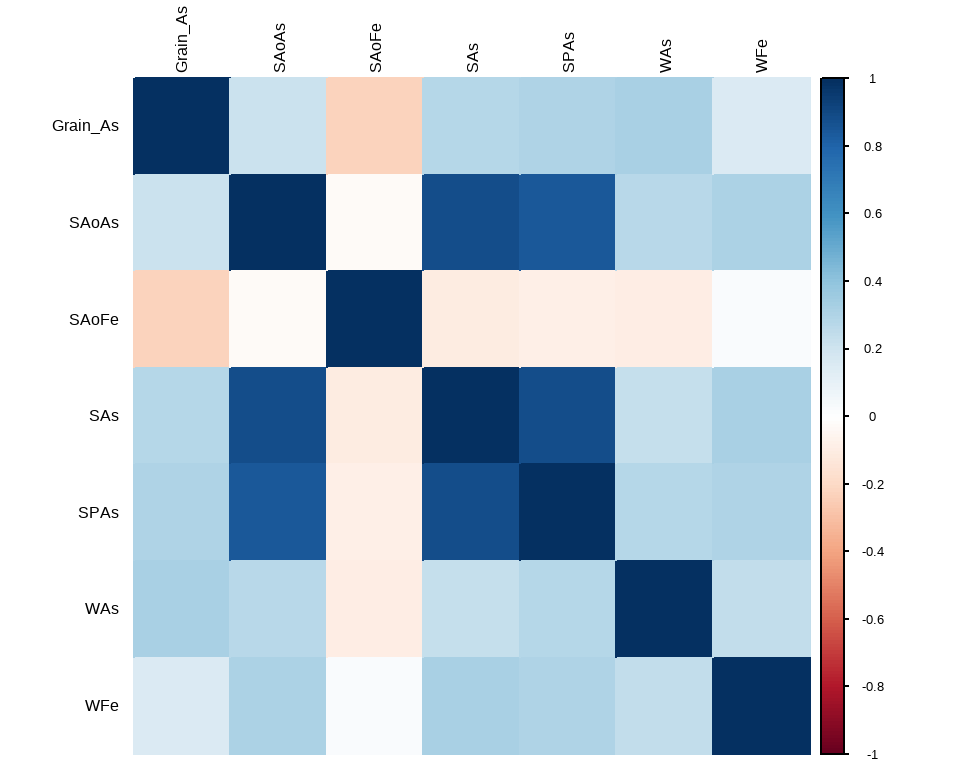 Grain_As
SAoAs
SAoFe
SAs
SPAs
WAs
WFe
Grain_As
SAoAs
SAoFe
SAs
SPAs
WAs
WFe
1
0.8
0.6
0.4
0.2
0
-0.2
-0.4
-0.6
-0.8
-1